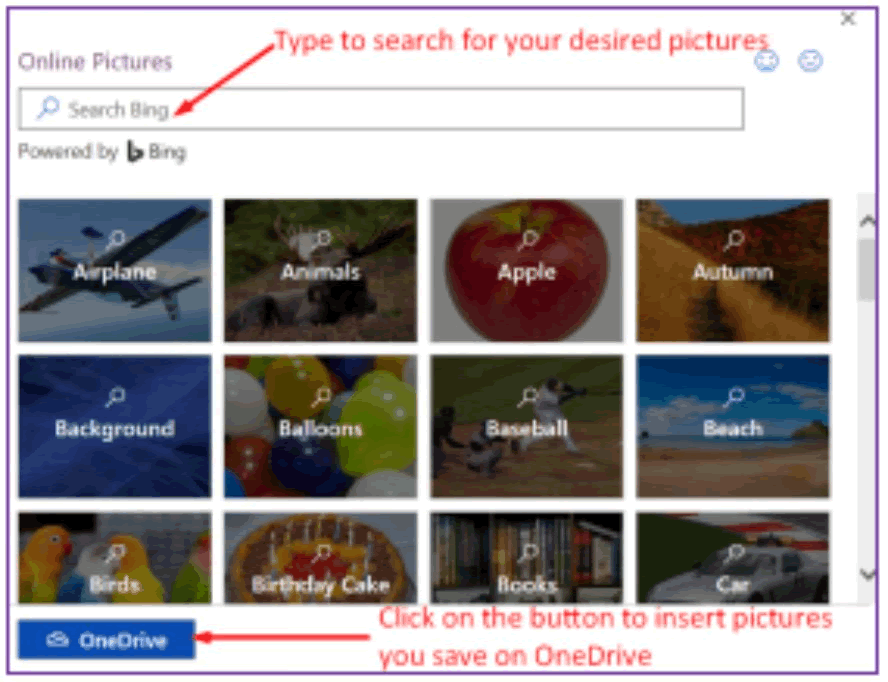 Type to search for your desired pictures
Online Pictures
Search Bing
Powered by Bing
Airplane Animals Apple Autumn
Background Balloons Baseball Beach
Birds Birthday Cake Books Car
Click on the button to insert pictures
OneDrive
you save on OneDrive